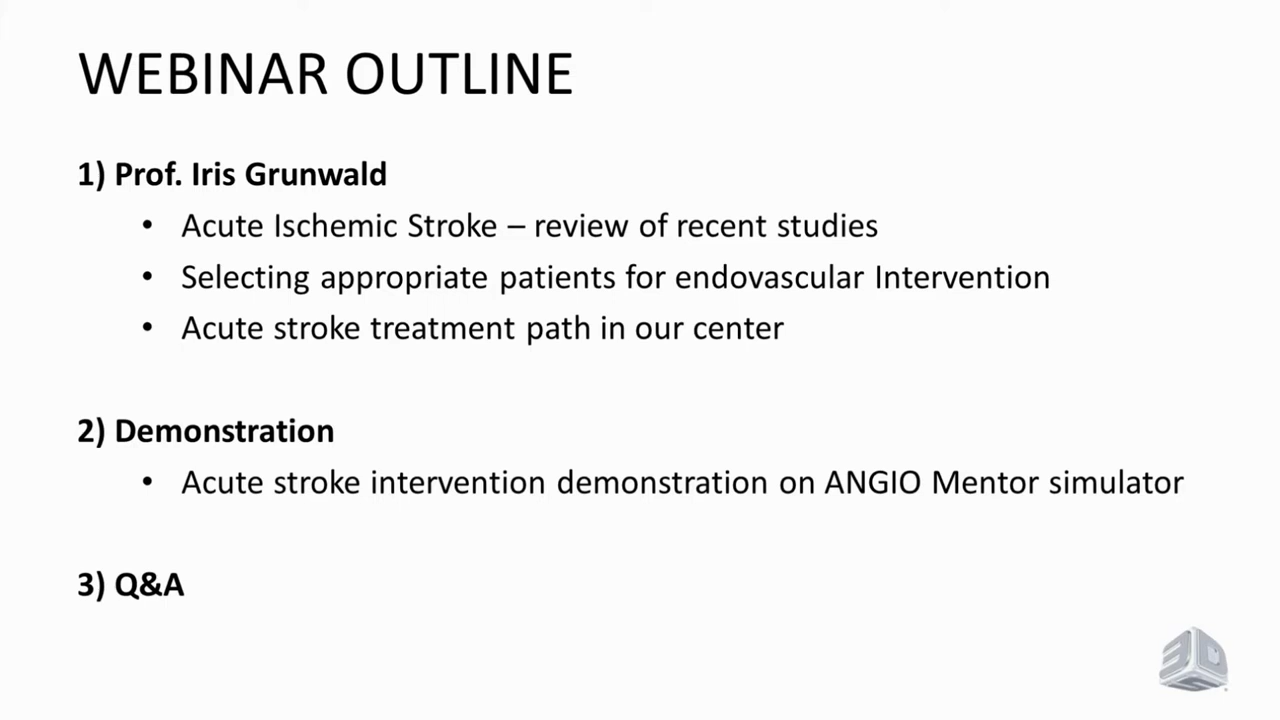 WEBINAR OUTLINE
1) Prof. Iris Grunwald
• Acute Ischemic Stroke – review of recent studies
• Selecting appropriate patients for endovascular Intervention
• Acute stroke treatment path in our center
2) Demonstration
• Acute stroke intervention demonstration on ANGIO Mentor simulator
3) Q&A
3DS